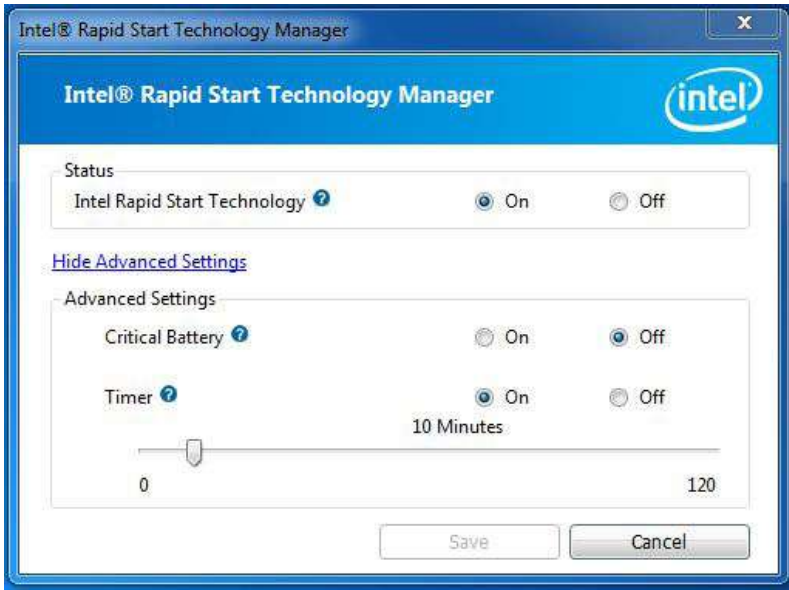 Intel® Rapid Start Technology Manager
X
Intel® Rapid Start Technology Manager
intel
Status
Intel Rapid Start Technology ? On Off
Hide Advanced Settings
Advanced Settings
Critical Battery ? On Off
Timer ? On Off
10 Minutes
0 120
Save Cancel